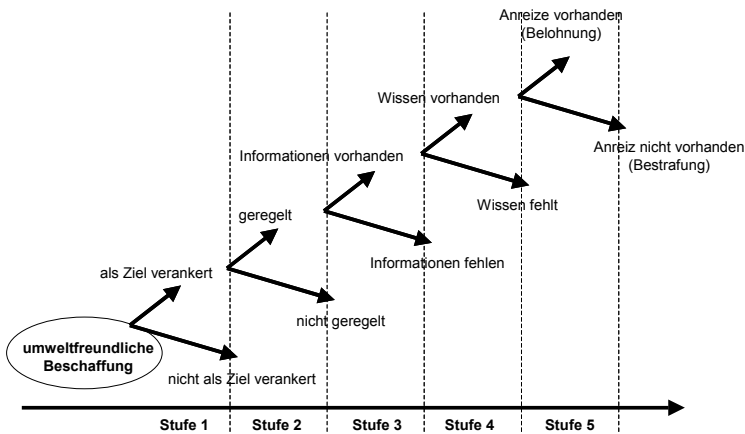 Anreize vorhanden
(Belohnung)
Wissen vorhanden
Anreiz nicht vorhanden
(Bestrafung)
Informationen vorhanden
Wissen fehlt
geregelt
Informationen fehlen
als Ziel verankert
nicht geregelt
umweltfreundliche
Beschaffung
nicht als Ziel verankert
Stufe 1 Stufe 2 Stufe 3 Stufe 4 Stufe 5